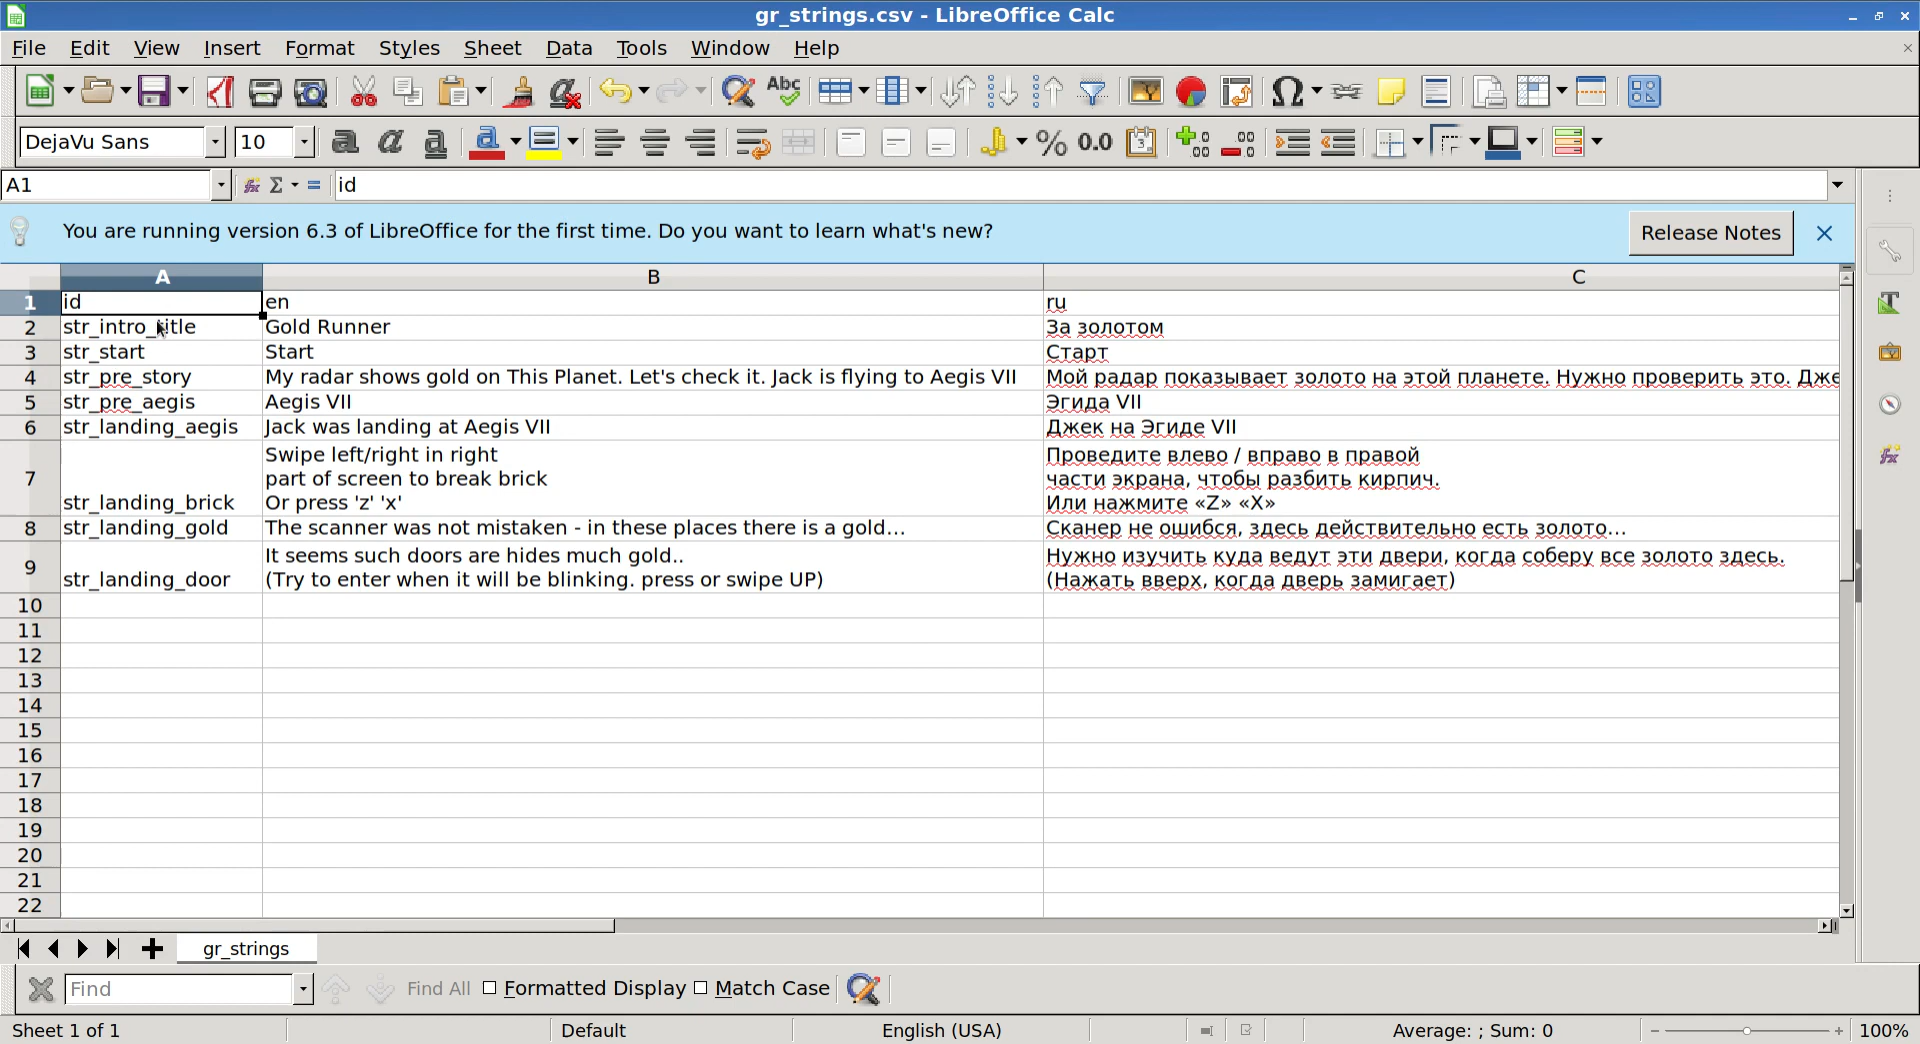 gr_strings.csv - LibreOffice Calc
File Edit View Insert Format Styles Sheet Data Tools Window Help
Abc
DejaVu Sans 10 a a a a % 0.0
A1 fx Σ = id
You are running version 6.3 of LibreOffice for the first time. Do you want to learn what's new? Release Notes
A B C
1 id en ru
2 str_intro_title Gold Runner За золотом
3 str_start Start Старт
4 str_pre_story My radar shows gold on This Planet. Let's check it. Jack is flying to Aegis VII Мой радар показывает золото на этой планете. Нужно проверить это. Дже
5 str_pre_aegis Aegis VII Эгида VII
6 str_landing_aegis Jack was landing at Aegis VII Джек на Эгиде VII
7 str_landing_brick Swipe left/right in right
part of screen to break brick
Or press 'z' 'x'
Проведите влево / вправо в правой
части экрана, чтобы разбить кирпич.
Или нажмите «Z» «X»
8 str_landing_gold The scanner was not mistaken - in these places there is a gold... Сканер не ошибся, здесь действительно есть золото...
9 str_landing_door It seems such doors are hides much gold..
(Try to enter when it will be blinking. press or swipe UP)
Нужно изучить куда ведут эти двери, когда соберу все золото здесь.
(Нажать вверх, когда дверь замигает)
10
11
12
13
14
15
16
17
18
19
20
21
22
gr_strings
Find Find All Formatted Display Match Case
Sheet 1 of 1 Default English (USA) Average: ; Sum: 0 100%